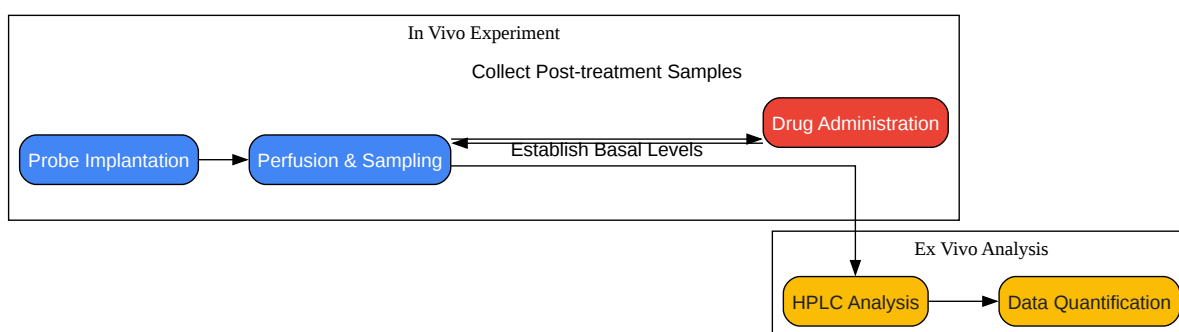 In Vivo Experiment
Collect Post-treatment Samples
Drug Administration
Probe Implantation
Perfusion & Sampling
Establish Basal Levels
Ex Vivo Analysis
HPLC Analysis
Data Quantification